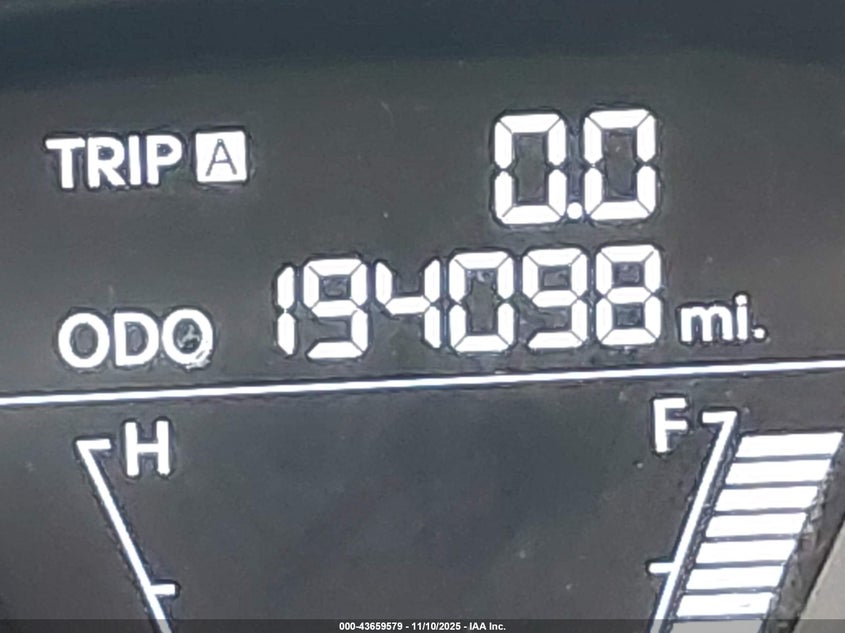 TRIP A 0.0
ODO 194098 mi.
H F
000-43659579 - 11/10/2025 - IAA Inc.